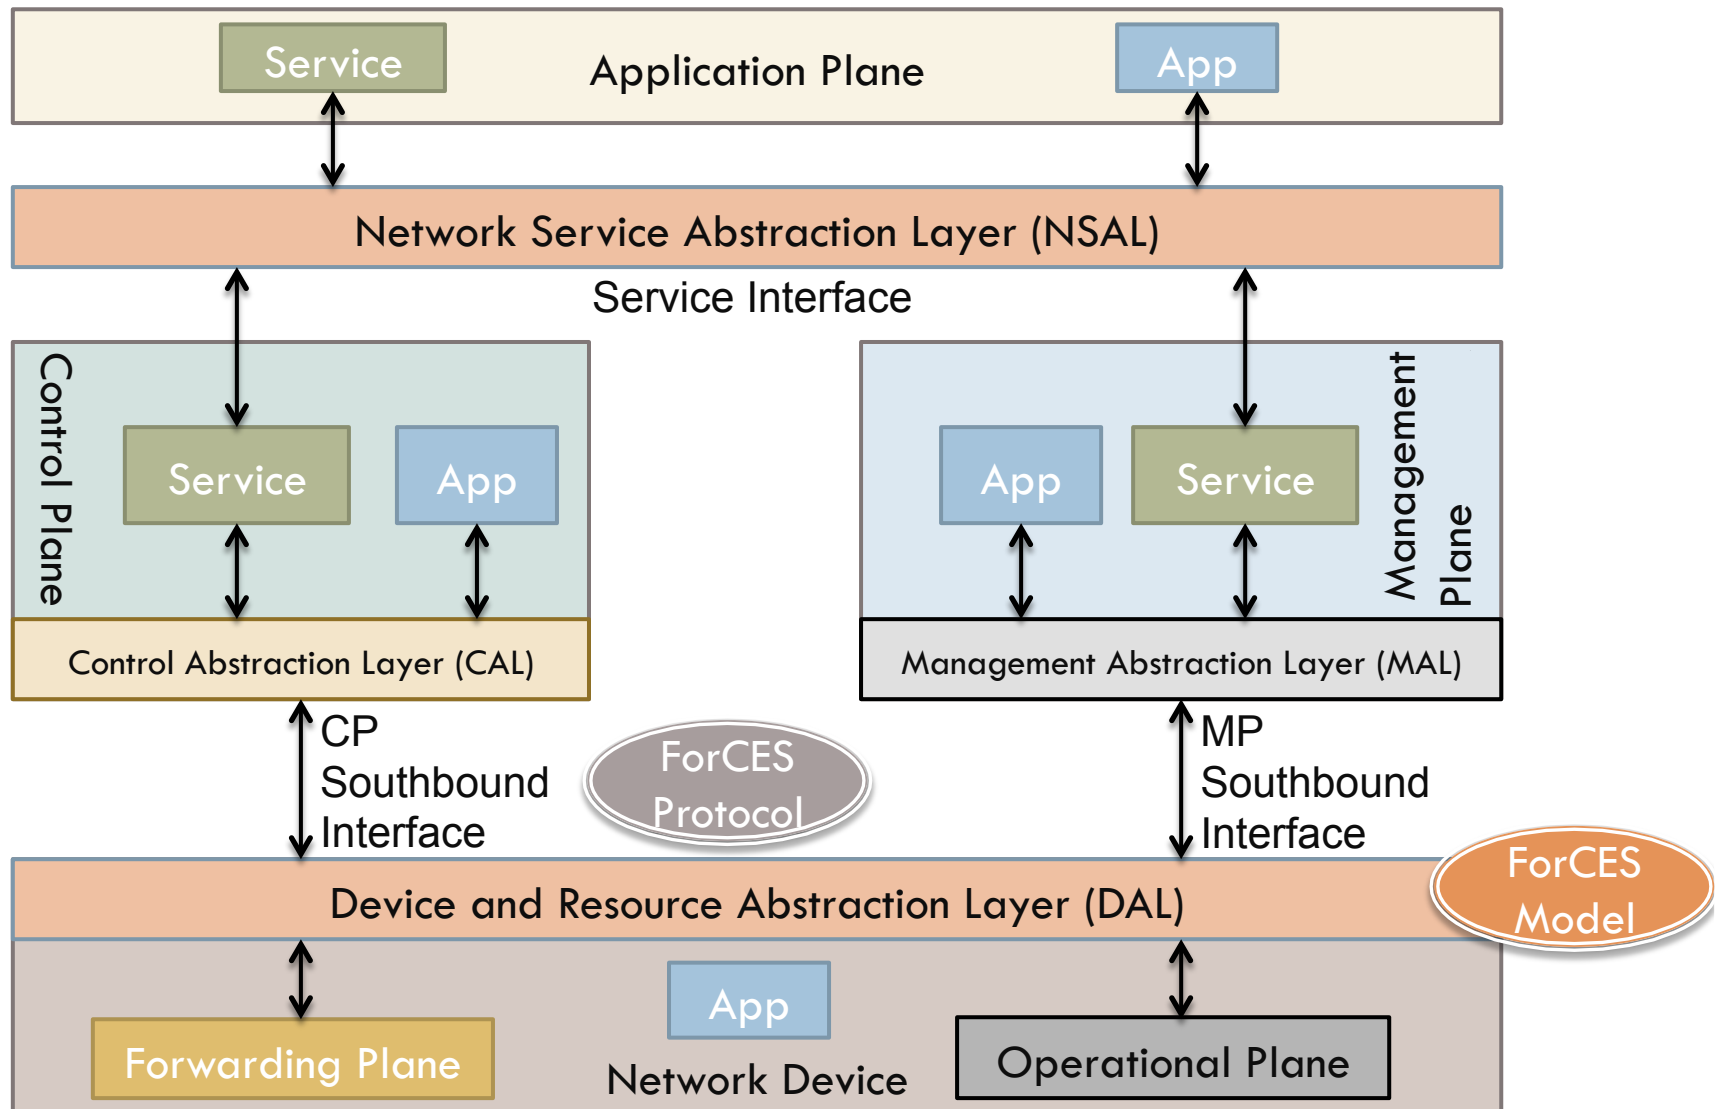 Service
Application Plane
App
Network Service Abstraction Layer (NSAL)
Service Interface
Control Plane
Service
App
App
Service
Management
Plane
Control Abstraction Layer (CAL)
Management Abstraction Layer (MAL)
CP
Southbound
Interface
ForCES
Protocol
MP
Southbound
Interface
ForCES
Model
Device and Resource Abstraction Layer (DAL)
App
Forwarding Plane
Network Device
Operational Plane